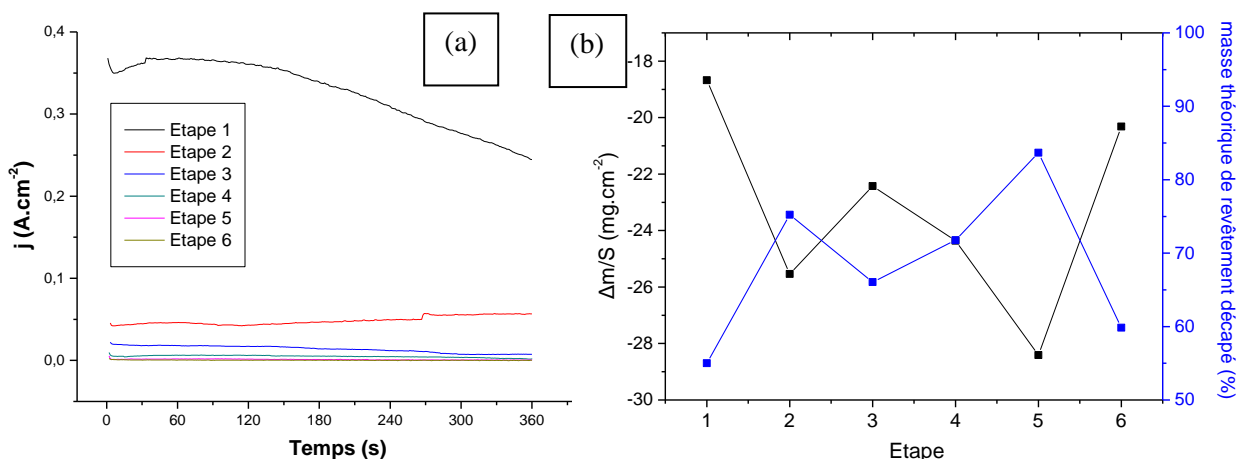 (a)
0,4
0,3
0,2
0,1
0,0
j (A.cm-2)
Etape 1
Etape 2
Etape 3
Etape 4
Etape 5
Etape 6
0 60 120 180 240 300 360
Temps (s)
(b)
-18
-20
-22
-24
-26
-28
-30
Δm/S (mg.cm-2)
1 2 3 4 5 6
Etape
100
90
80
70
60
50
masse théorique de revêtement décapé (%)